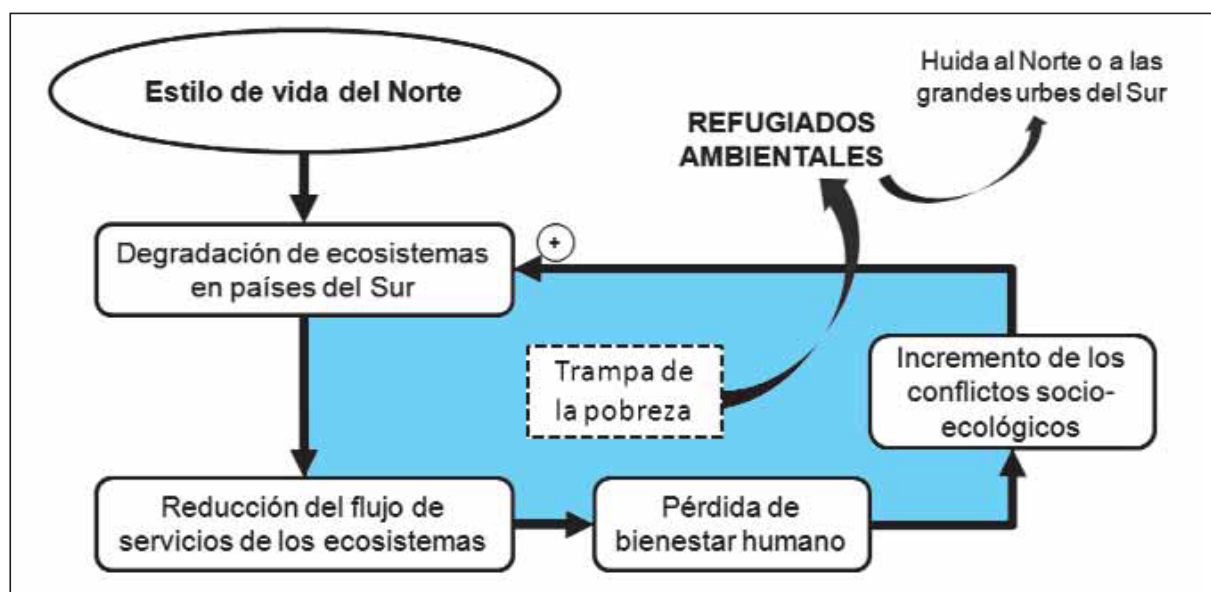 Estilo de vida del Norte
Huida al Norte o a las
grandes urbes del Sur
REFUGIADOS
AMBIENTALES
Degradación de ecosistemas
en países del Sur
+
Trampa de
la pobreza
Incremento de los
conflictos socio-
ecológicos
Reducción del flujo de
servicios de los ecosistemas
Pérdida de
bienestar humano